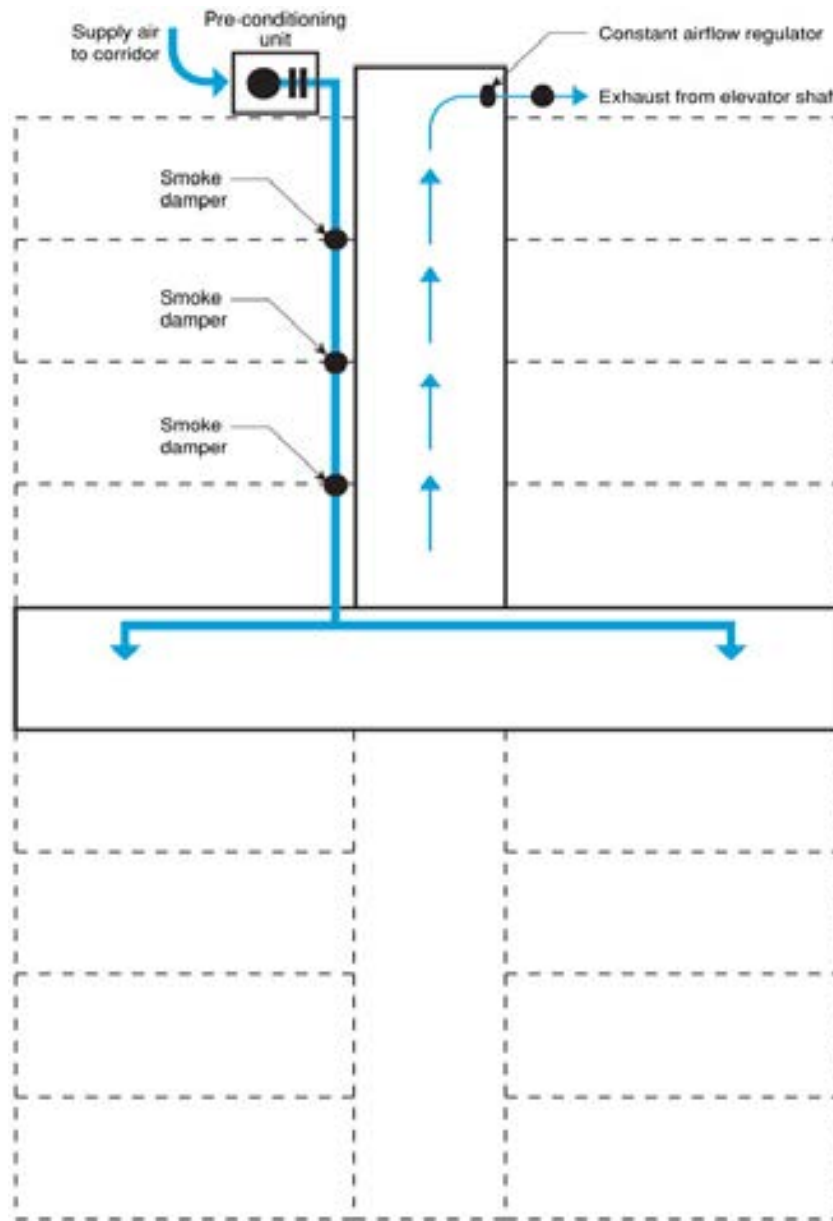 Supply air
to corridor
Pre-conditioning
unit
Constant airflow regulator
Exhaust from elevator shaf
Smoke
damper
Smoke
damper
Smoke
damper